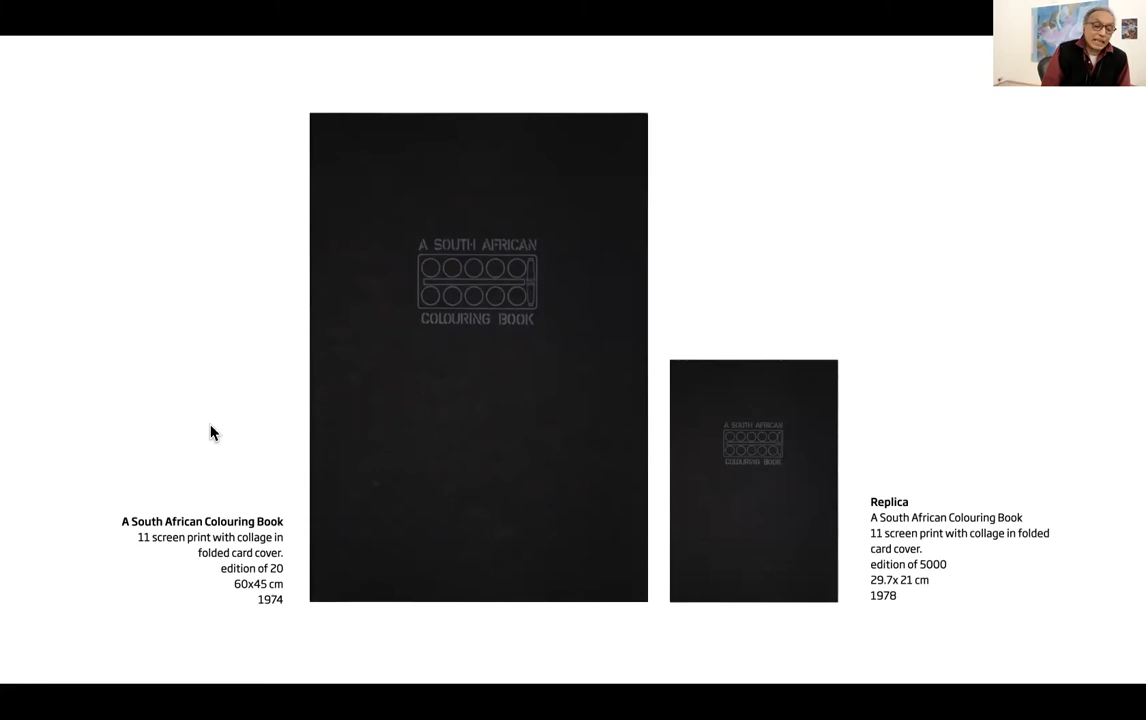 A SOUTH AFRICAN
COLOURING BOOK
A South African Colouring Book
11 screen print with collage in
folded card cover.
edition of 20
60x45 cm
1974
A SOUTH AFRICAN
COLOURING BOOK
Replica
A South African Colouring Book
11 screen print with collage in folded
card cover.
edition of 5000
29.7x 21 cm
1978